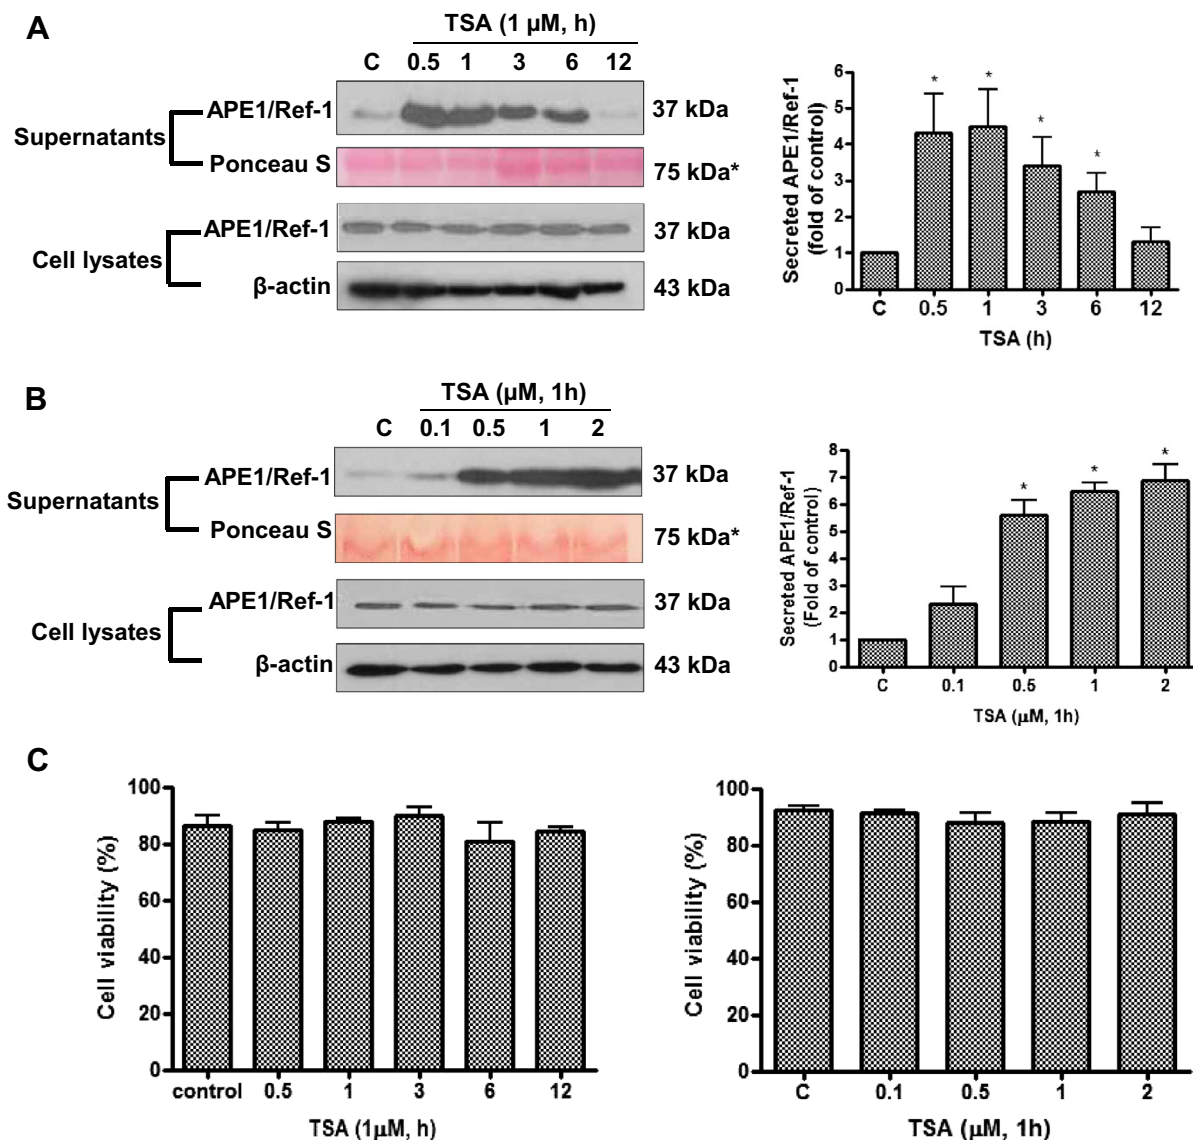 A
TSA (1 μM, h)
C 0.5 1 3 6 12
Supernatants
APE1/Ref-1
37 kDa
Ponceau S
75 kDa*
Cell lysates
APE1/Ref-1
37 kDa
β-actin
43 kDa
Secreted APE1/Ref-1
(fold of control)
6
5
4
3
2
1
0
* * * *
C 0.5 1 3 6 12
TSA (h)
B
TSA (μM, 1h)
C 0.1 0.5 1 2
Supernatants
APE1/Ref-1
37 kDa
Ponceau S
75 kDa*
Cell lysates
APE1/Ref-1
37 kDa
β-actin
43 kDa
Secreted APE1/Ref-1
(Fold of control)
8
7
6
5
4
3
2
1
0
* * *
C 0.1 0.5 1 2
TSA (μM, 1h)
C
Cell viability (%)
100
80
60
40
20
0
control 0.5 1 3 6 12
TSA (1μM, h)
Cell viability (%)
100
80
60
40
20
0
C 0.1 0.5 1 2
TSA (μM, 1h)